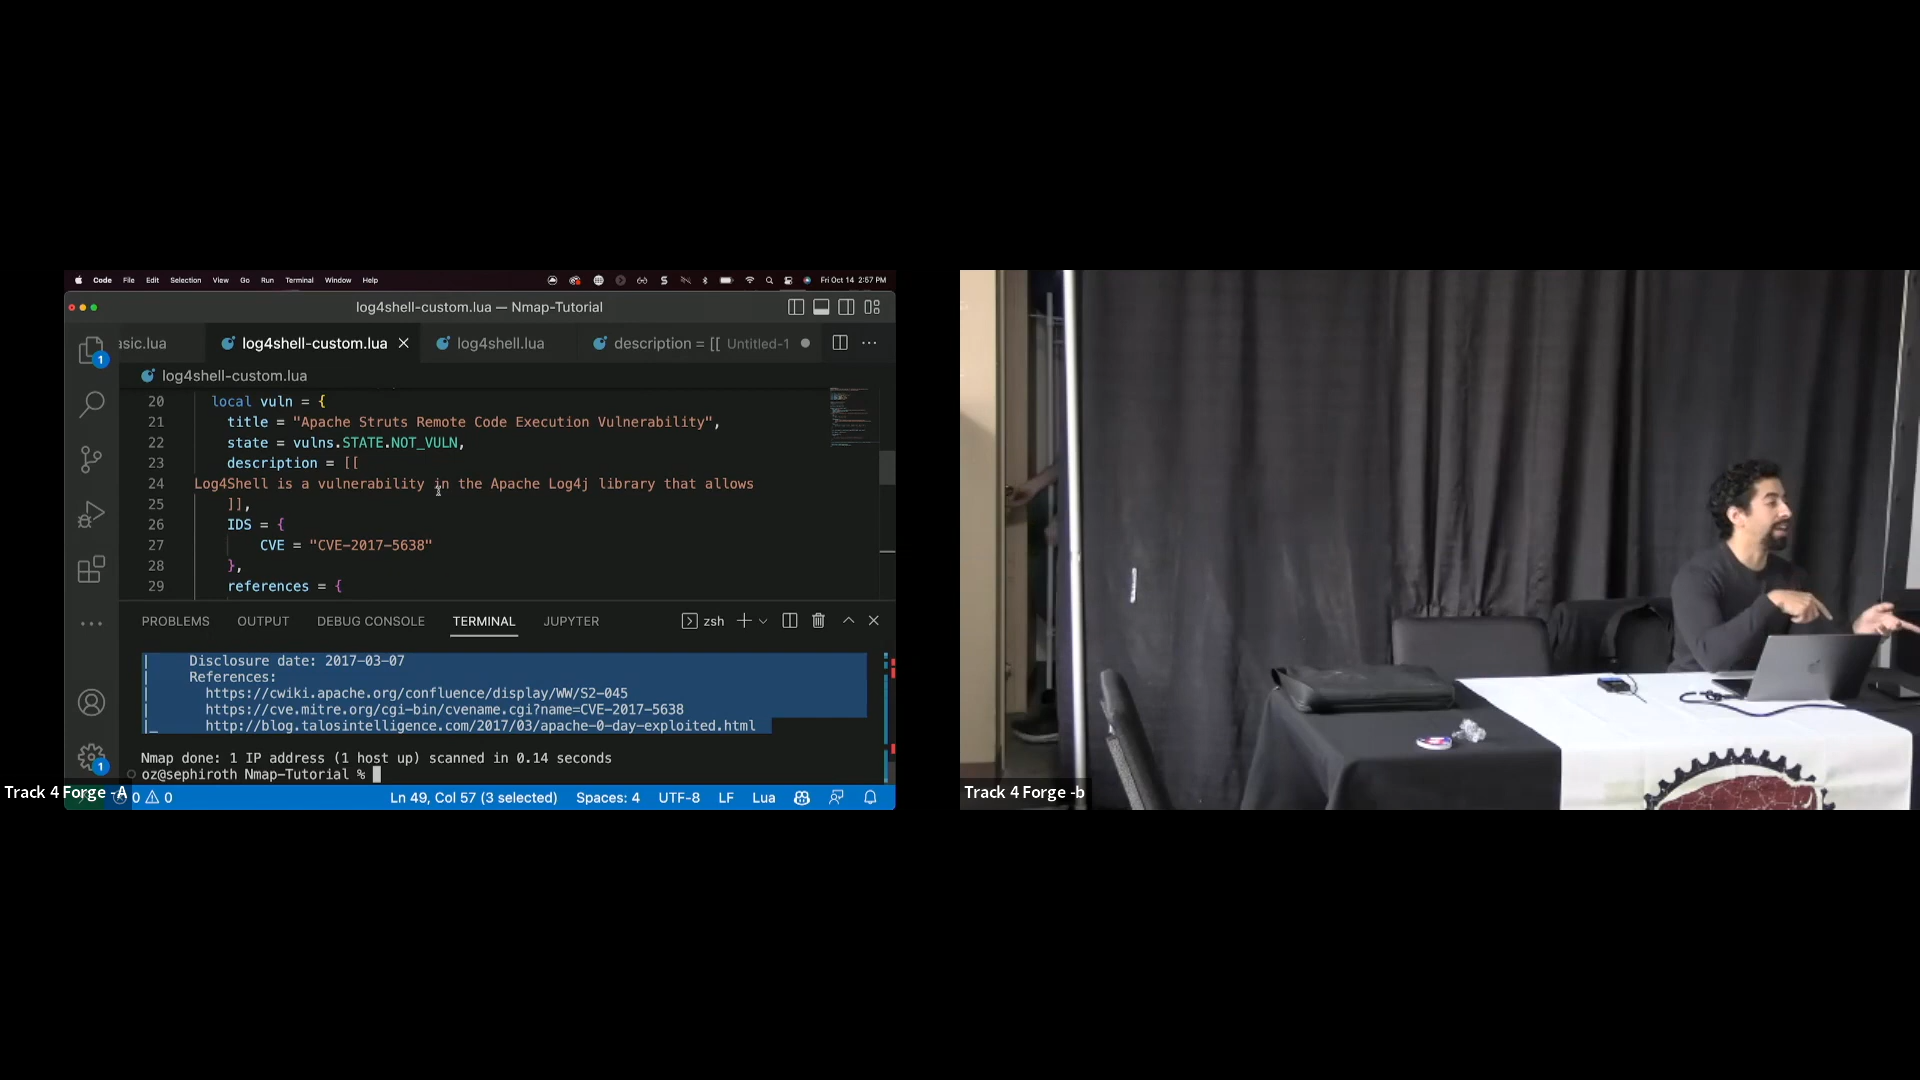 Code File Edit Selection View Go Run Terminal Window Help Fri Oct 14 2:57 PM
log4shell-custom.lua — Nmap-Tutorial
asic.lua log4shell-custom.lua log4shell.lua description = [[ Untitled-1
log4shell-custom.lua
20 local vuln = {
21 title = "Apache Struts Remote Code Execution Vulnerability",
22 state = vulns.STATE.NOT_VULN,
23 description = [[
24 Log4Shell is a vulnerability in the Apache Log4j library that allows
25 ]],
26 IDS = {
27 CVE = "CVE-2017-5638"
28 },
29 references = {
PROBLEMS OUTPUT DEBUG CONSOLE TERMINAL JUPYTER zsh
| Disclosure date: 2017-03-07
| References:
| https://cwiki.apache.org/confluence/display/WW/S2-045
| https://cve.mitre.org/cgi-bin/cvename.cgi?name=CVE-2017-5638
|_ http://blog.talosintelligence.com/2017/03/apache-0-day-exploited.html
Nmap done: 1 IP address (1 host up) scanned in 0.14 seconds
oz@sephiroth Nmap-Tutorial %
0 0 Ln 49, Col 57 (3 selected) Spaces: 4 UTF-8 LF Lua
1
1
Track 4 Forge -A
Track 4 Forge -b